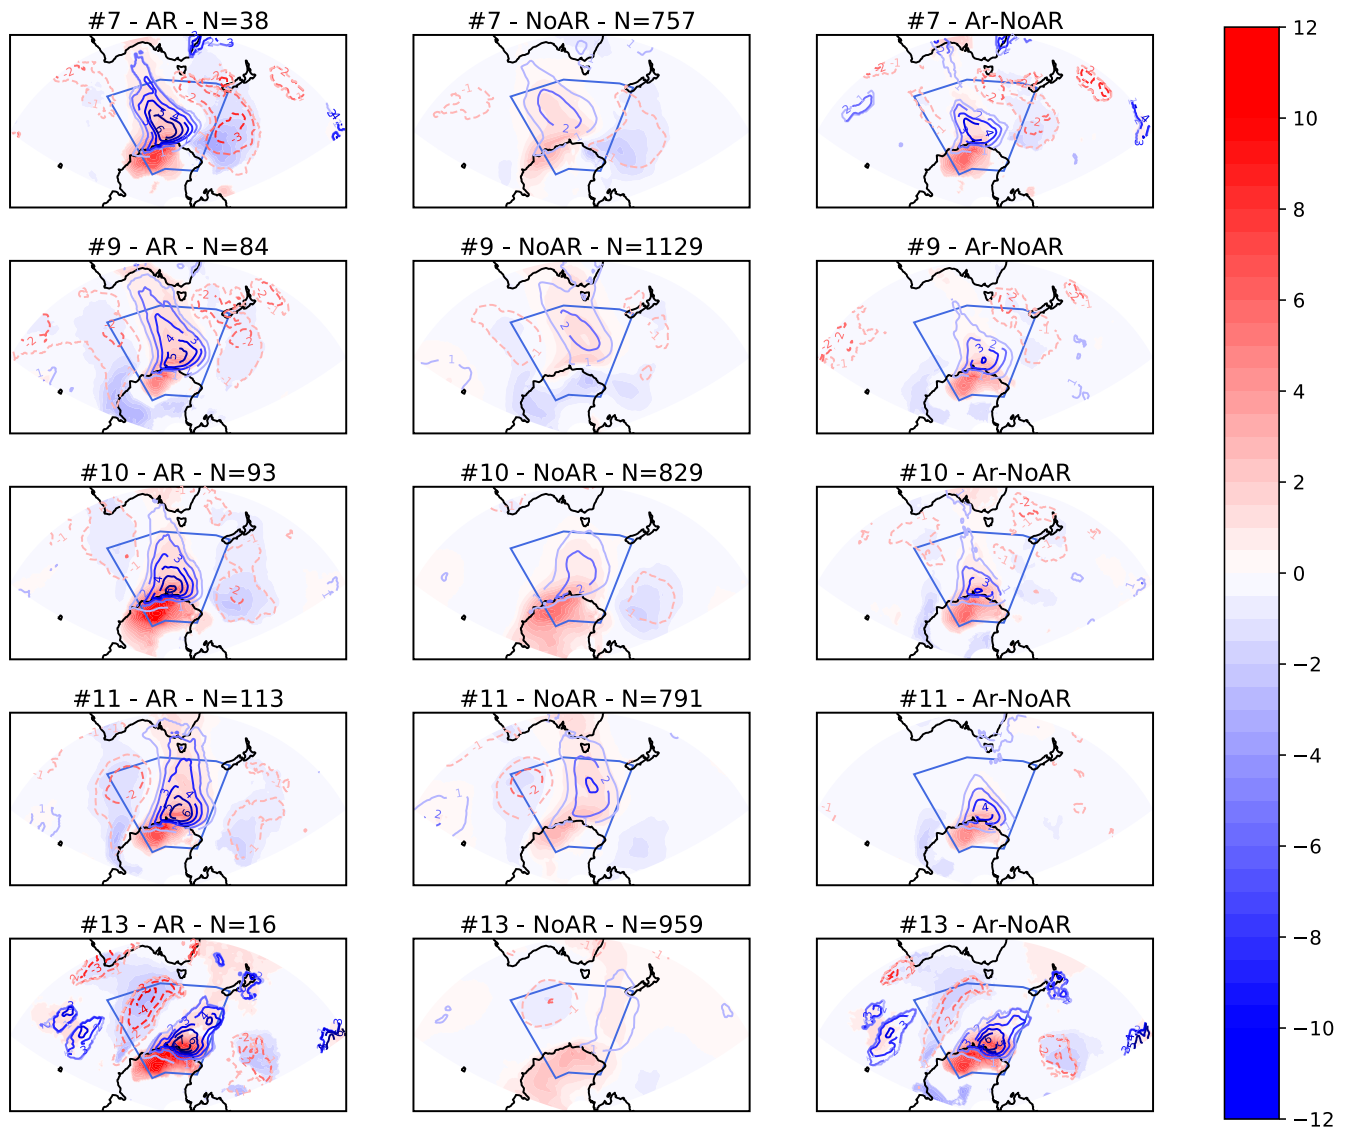 #7 - AR - N=38
#7 - NoAR - N=757
#7 - Ar-NoAR
#9 - AR - N=84
#9 - NoAR - N=1129
#9 - Ar-NoAR
#10 - AR - N=93
#10 - NoAR - N=829
#10 - Ar-NoAR
#11 - AR - N=113
#11 - NoAR - N=791
#11 - Ar-NoAR
#13 - AR - N=16
#13 - NoAR - N=959
#13 - Ar-NoAR
12
10
8
6
4
2
0
−2
−4
−6
−8
−10
−12